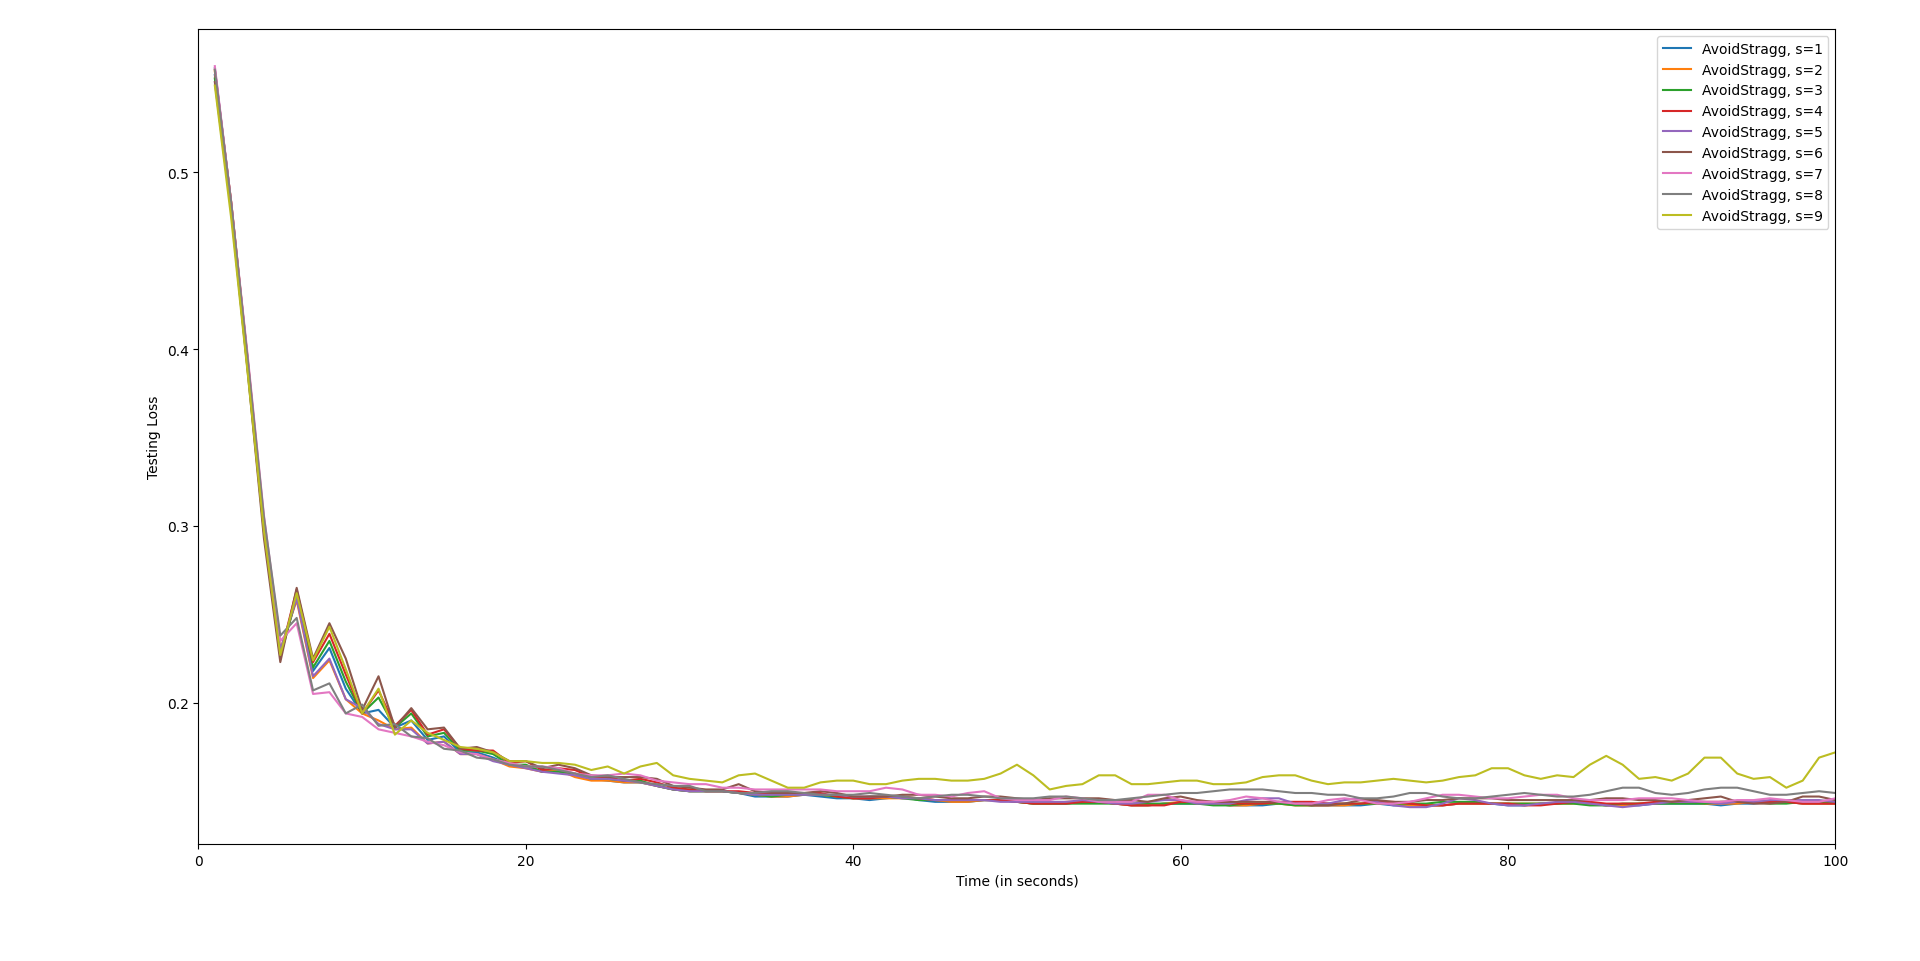 AvoidStragg, s=1
AvoidStragg, s=2
AvoidStragg, s=3
AvoidStragg, s=4
AvoidStragg, s=5
AvoidStragg, s=6
AvoidStragg, s=7
AvoidStragg, s=8
AvoidStragg, s=9
0.5
0.4
0.3
0.2
Testing Loss
0 20 40 60 80 100
Time (in seconds)